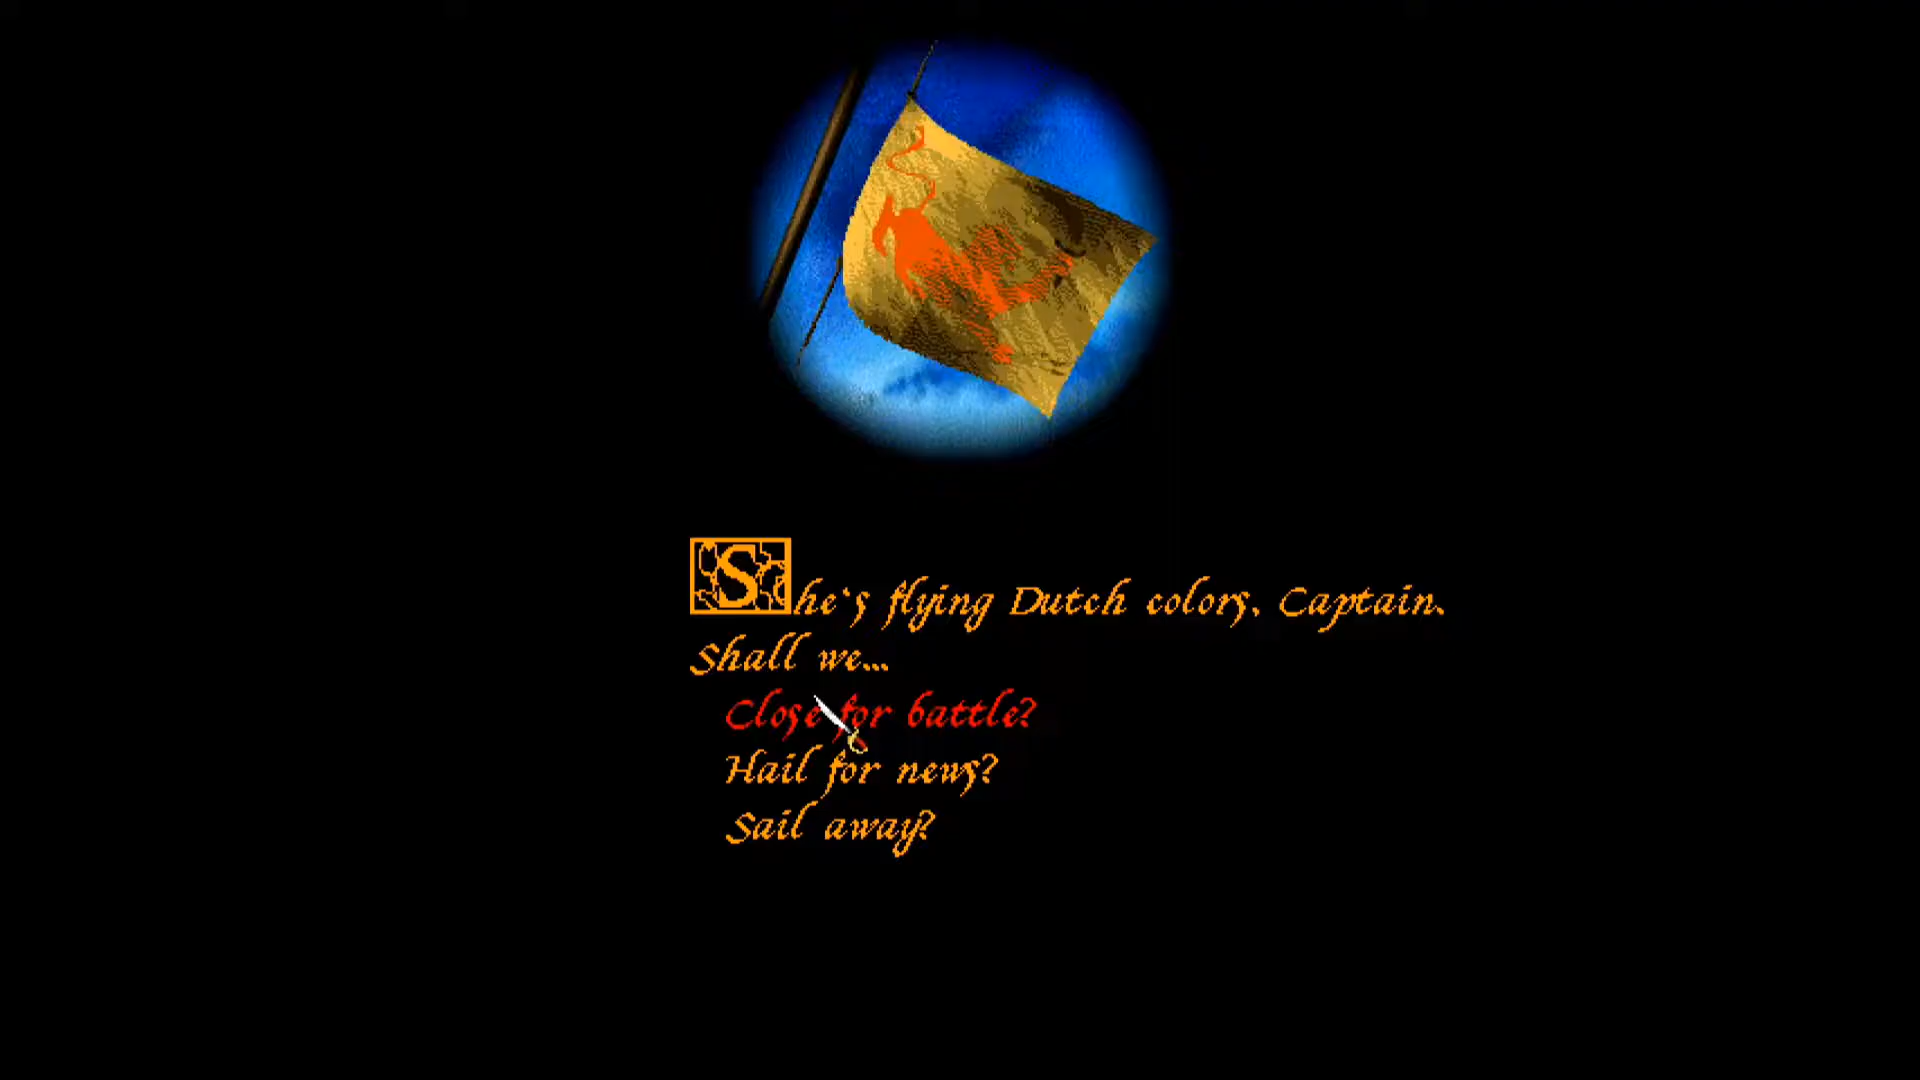 She's flying Dutch colors, Captain.
Shall we...
Close for battle?
Hail for news?
Sail away?